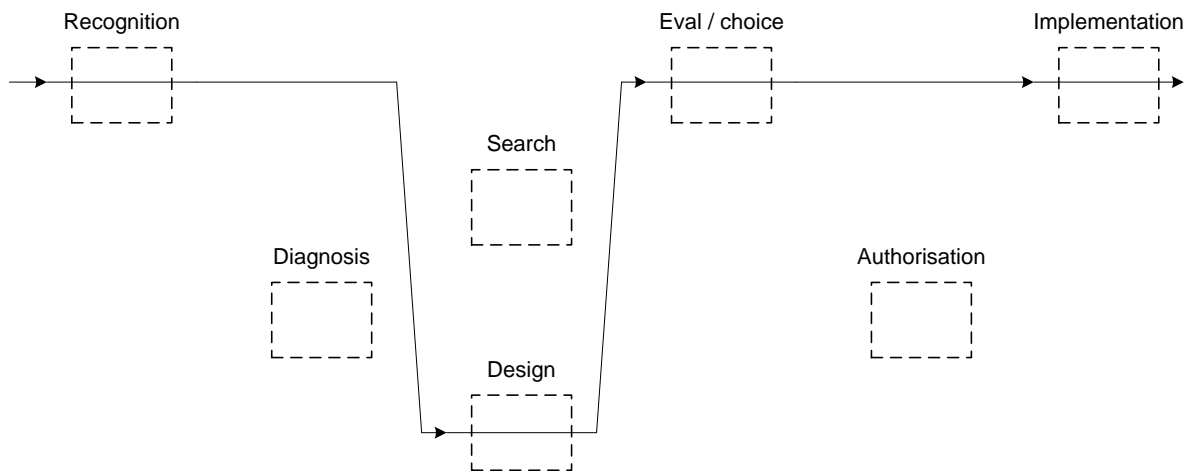 Recognition
Eval / choice
Implementation
Search
Diagnosis
Authorisation
Design